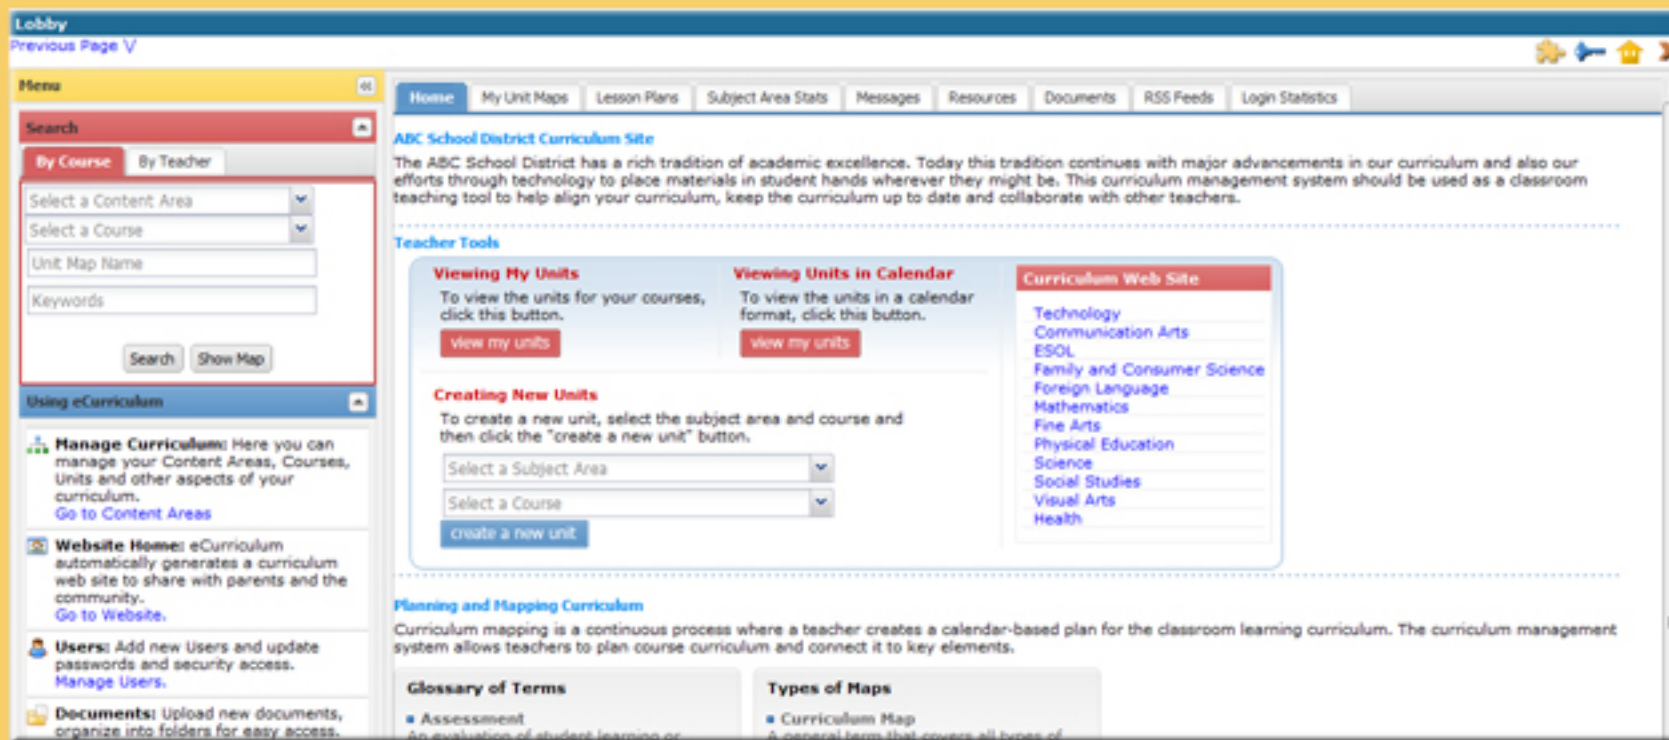 Lobby
Previous Page \/
Menu
Search
By Course
By Teacher
Select a Content Area
Select a Course
Unit Map Name
Keywords
Search
Show Map
Using eCurriculum
Manage Curriculum: Here you can
manage your Content Areas, Courses,
Units and other aspects of your
curriculum.
Go to Content Areas
Website Home: eCurriculum
automatically generates a curriculum
web site to share with parents and the
community.
Go to Website.
Users: Add new Users and update
passwords and security access.
Manage Users.
Documents: Upload new documents,
organize into folders for easy access.
Home
My Unit Maps
Lesson Plans
Subject Area Stats
Messages
Resources
Documents
RSS Feeds
Login Statistics
ABC School District Curriculum Site
The ABC School District has a rich tradition of academic excellence. Today this tradition continues with major advancements in our curriculum and also our
efforts through technology to place materials in student hands wherever they might be. This curriculum management system should be used as a classroom
teaching tool to help align your curriculum, keep the curriculum up to date and collaborate with other teachers.
Teacher Tools
Viewing My Units
To view the units for your courses,
click this button.
view my units
Viewing Units in Calendar
To view the units in a calendar
format, click this button.
view my units
Creating New Units
To create a new unit, select the subject area and course and
then click the "create a new unit" button.
Select a Subject Area
Select a Course
create a new unit
Curriculum Web Site
Technology
Communication Arts
ESOL
Family and Consumer Science
Foreign Language
Mathematics
Fine Arts
Physical Education
Science
Social Studies
Visual Arts
Health
Planning and Mapping Curriculum
Curriculum mapping is a continuous process where a teacher creates a calendar-based plan for the classroom learning curriculum. The curriculum management
system allows teachers to plan course curriculum and connect it to key elements.
Glossary of Terms
Assessment
An evaluation of student learning or
Types of Maps
Curriculum Map
A general term that covers all types of